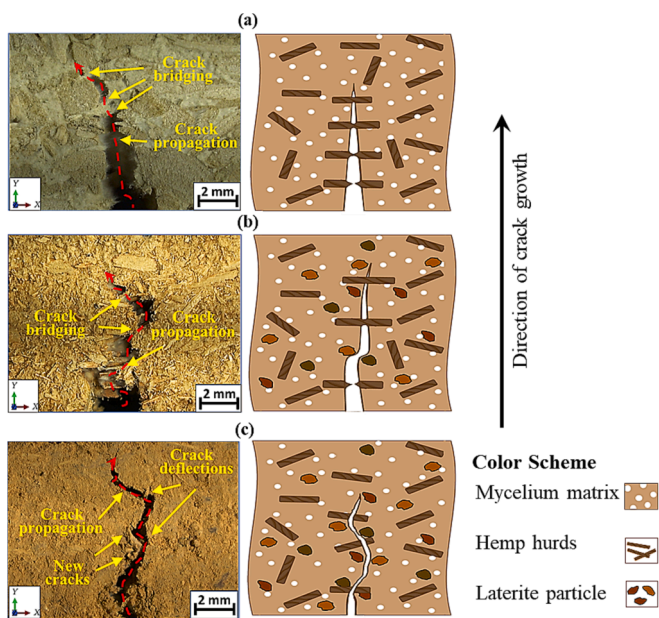 (a)
Crack
bridging
Crack
propagation
Y
X
2 mm
(b)
Crack
bridging
Crack
propagation
Y
X
2 mm
(c)
Crack
deflections
Crack
propagation
New
cracks
Y
X
2 mm
Direction of crack growth
Color Scheme
Mycelium matrix
Hemp hurds
Laterite particle